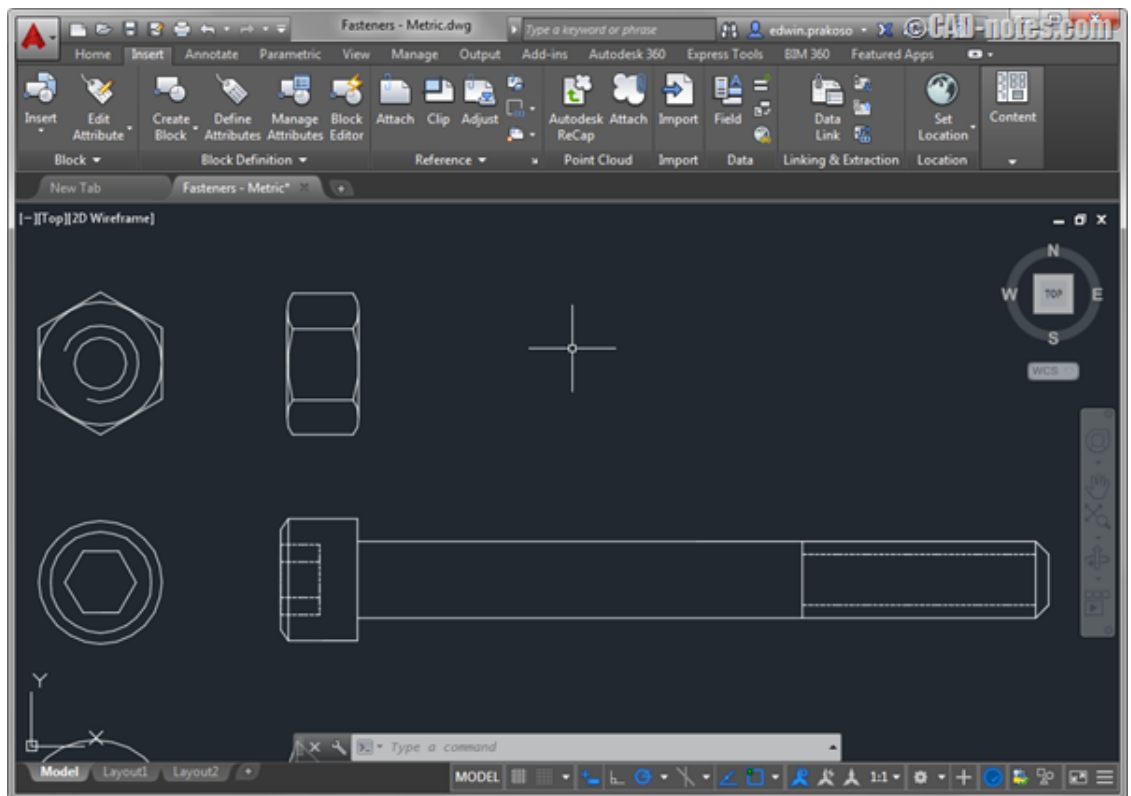 Fasteners - Metric.dwg
Type a keyword or phrase
edwin.prakoso
©CAD-notes.com
Home Insert Annotate Parametric View Manage Output Add-ins Autodesk 360 Express Tools BIM 360 Featured Apps
Insert Edit Attribute Create Block Define Attributes Manage Attributes Block Editor Attach Clip Adjust Autodesk ReCap Attach Import Field Data Link Set Location Content
Block Block Definition Reference Point Cloud Import Data Linking & Extraction Location
New Tab Fasteners - Metric*
[−][Top][2D Wireframe]
N
W TOP E
S
WCS
Y
X
Type a command
Model Layout1 Layout2
MODEL 1:1